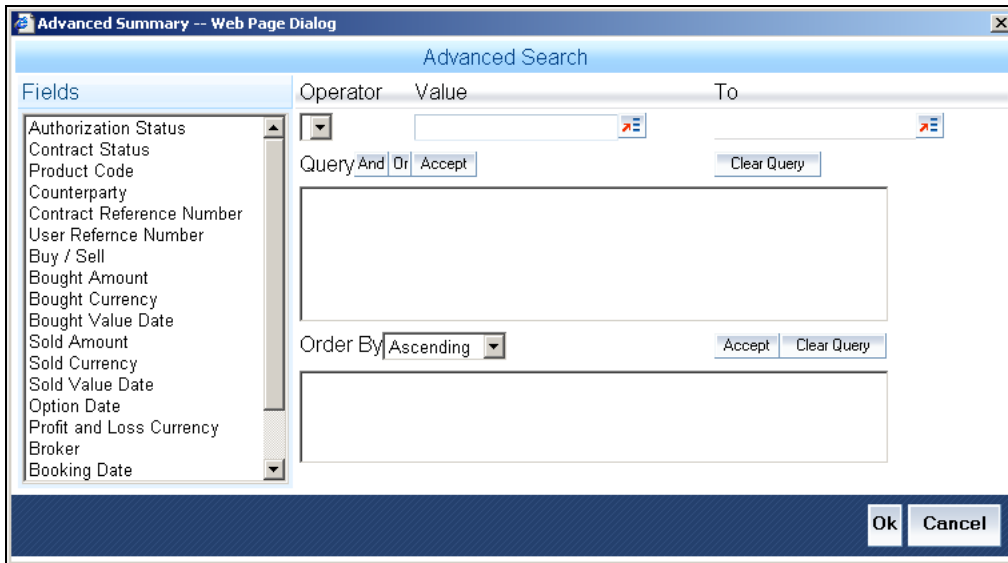 Advanced Summary -- Web Page Dialog
Advanced Search
Fields
Operator Value To
Authorization Status
Contract Status
Product Code
Counterparty
Contract Reference Number
User Refernce Number
Buy / Sell
Bought Amount
Bought Currency
Bought Value Date
Sold Amount
Sold Currency
Sold Value Date
Option Date
Profit and Loss Currency
Broker
Booking Date
Query And Or Accept Clear Query
Order By Ascending Accept Clear Query
Ok Cancel